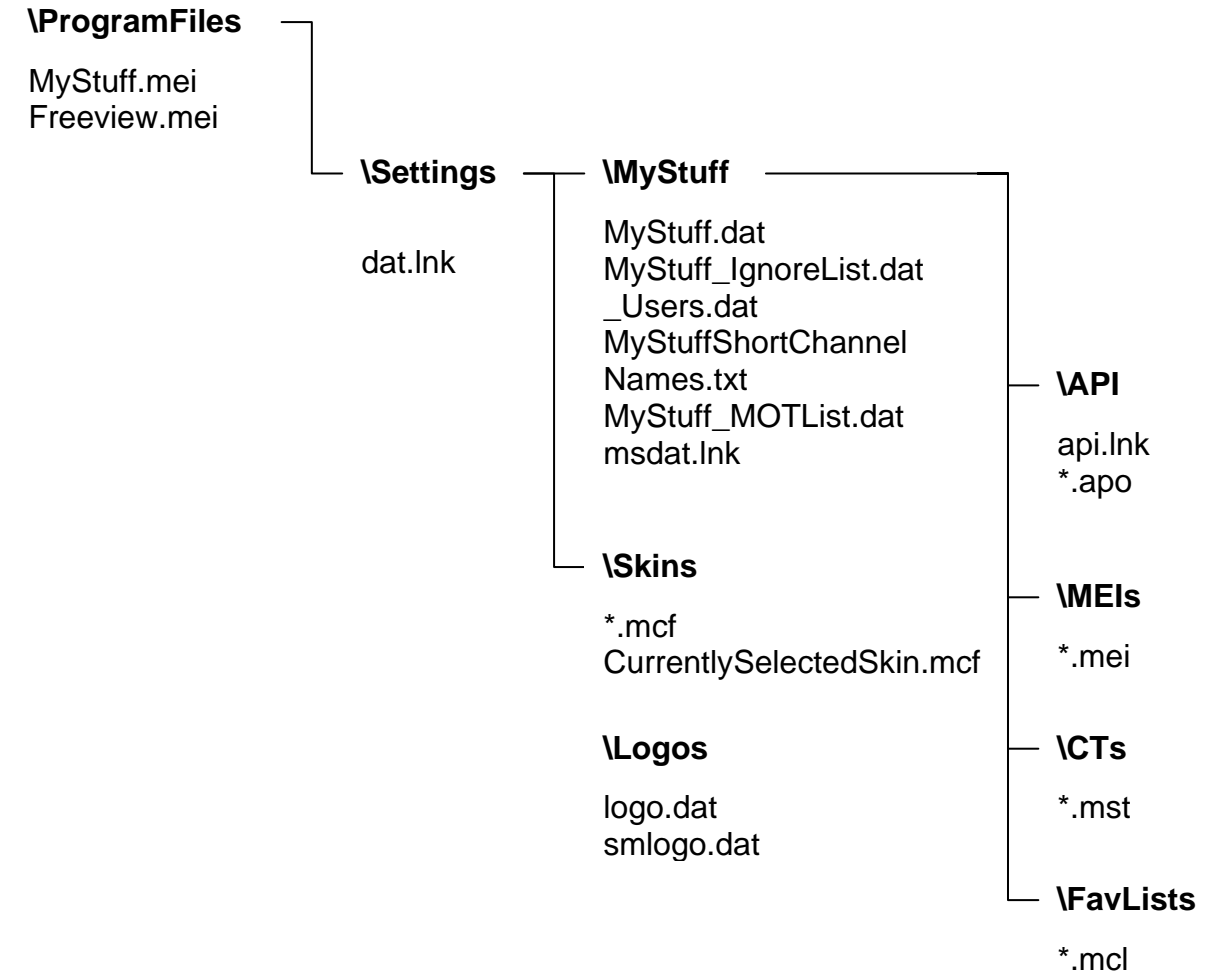 \ProgramFiles
MyStuff.mei
Freeview.mei
\Settings
dat.lnk
\MyStuff
MyStuff.dat
MyStuff_IgnoreList.dat
_Users.dat
MyStuffShortChannel
Names.txt
MyStuff_MOTList.dat
msdat.lnk
\Skins
*.mcf
CurrentlySelectedSkin.mcf
\Logos
logo.dat
smlogo.dat
\API
api.lnk
*.apo
\MEIs
*.mei
\CTs
*.mst
\FavLists
*.mcl